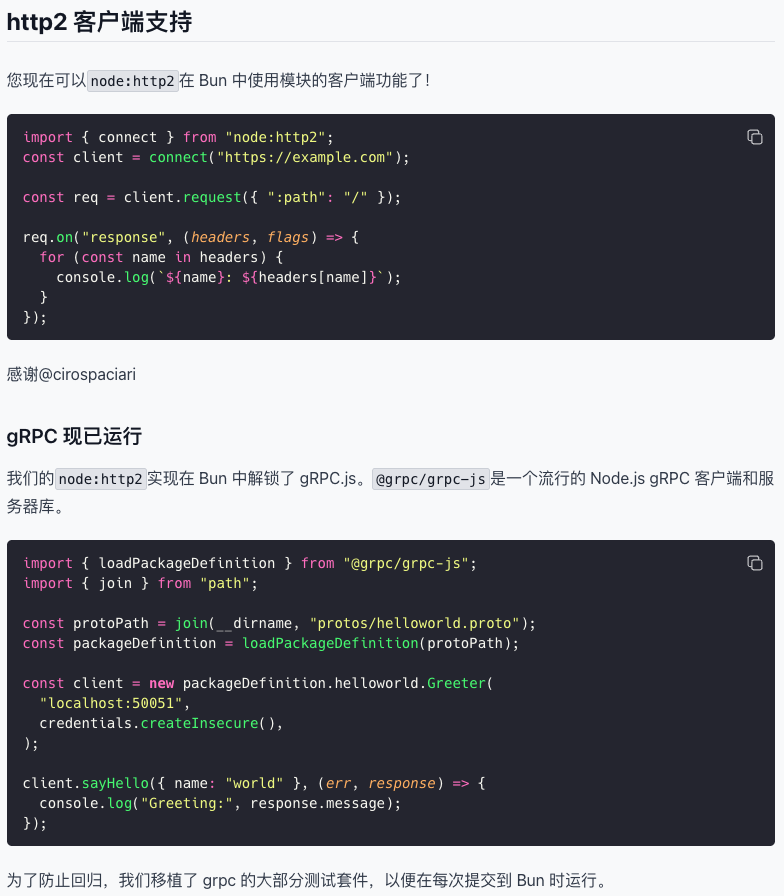 http2 客户端支持
您现在可以node:http2在 Bun 中使用模块的客户端功能了！
import { connect } from "node:http2";
const client = connect("https://example.com");
const req = client.request({ ":path": "/" });
req.on("response", (headers, flags) => {
  for (const name in headers) {
    console.log(`${name}: ${headers[name]}`);
  }
});
感谢@cirospaciari
gRPC 现已运行
我们的node:http2实现在 Bun 中解锁了 gRPC.js。@grpc/grpc-js是一个流行的 Node.js gRPC 客户端和服
务器库。
import { loadPackageDefinition } from "@grpc/grpc-js";
import { join } from "path";
const protoPath = join(__dirname, "protos/helloworld.proto");
const packageDefinition = loadPackageDefinition(protoPath);
const client = new packageDefinition.helloworld.Greeter(
  "localhost:50051",
  credentials.createInsecure(),
);
client.sayHello({ name: "world" }, (err, response) => {
  console.log("Greeting:", response.message);
});
为了防止回归，我们移植了 grpc 的大部分测试套件，以便在每次提交到 Bun 时运行。